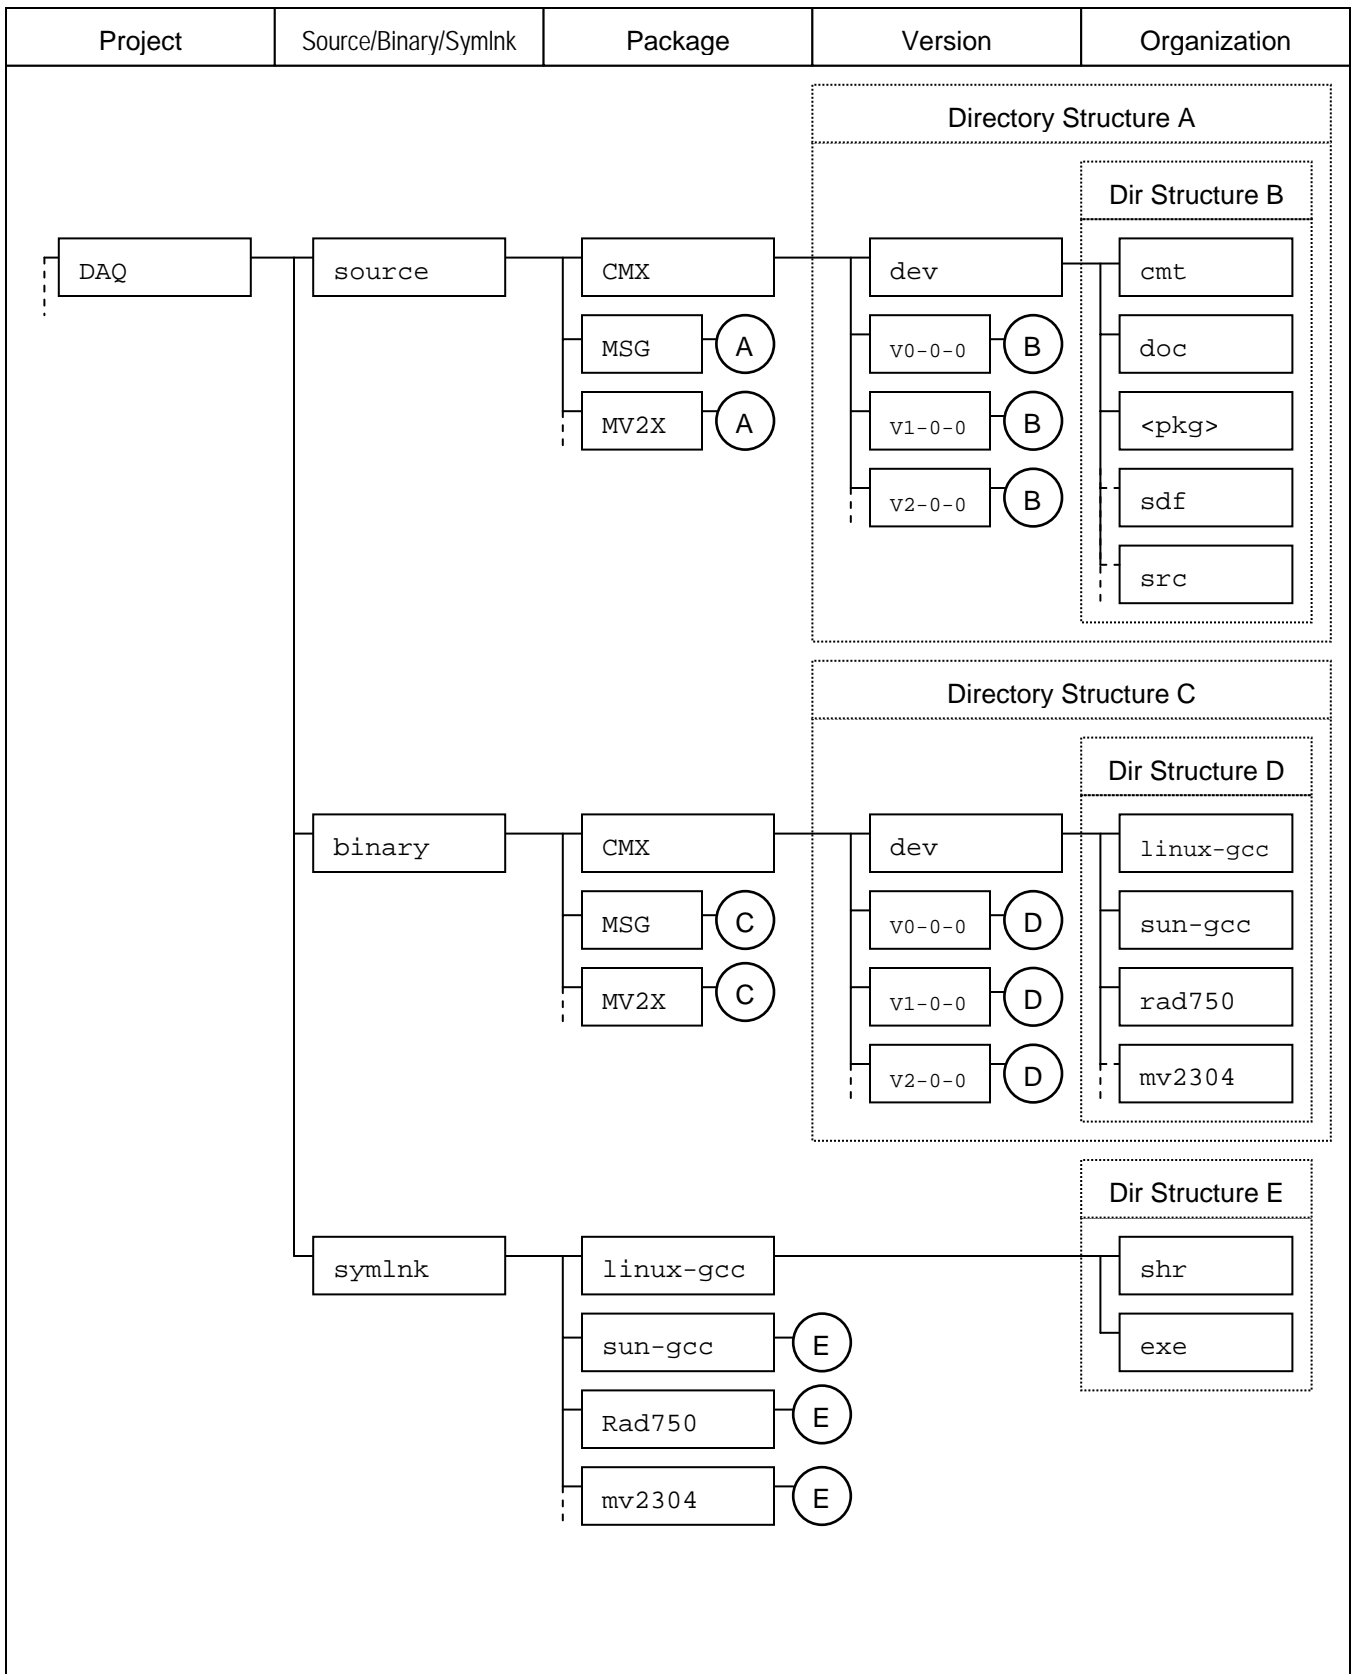 Project Source/Binary/Symlnk Package Version Organization
Directory Structure A
Dir Structure B
DAQ source CMX dev cmt
MSG A V0-0-0 B doc
MV2X A V1-0-0 B <pkg>
V2-0-0 B sdf
src
Directory Structure C
Dir Structure D
binary CMX dev linux-gcc
MSG C V0-0-0 D sun-gcc
MV2X C V1-0-0 D rad750
V2-0-0 D mv2304
Dir Structure E
symlnk linux-gcc shr
sun-gcc E exe
Rad750 E
mv2304 E